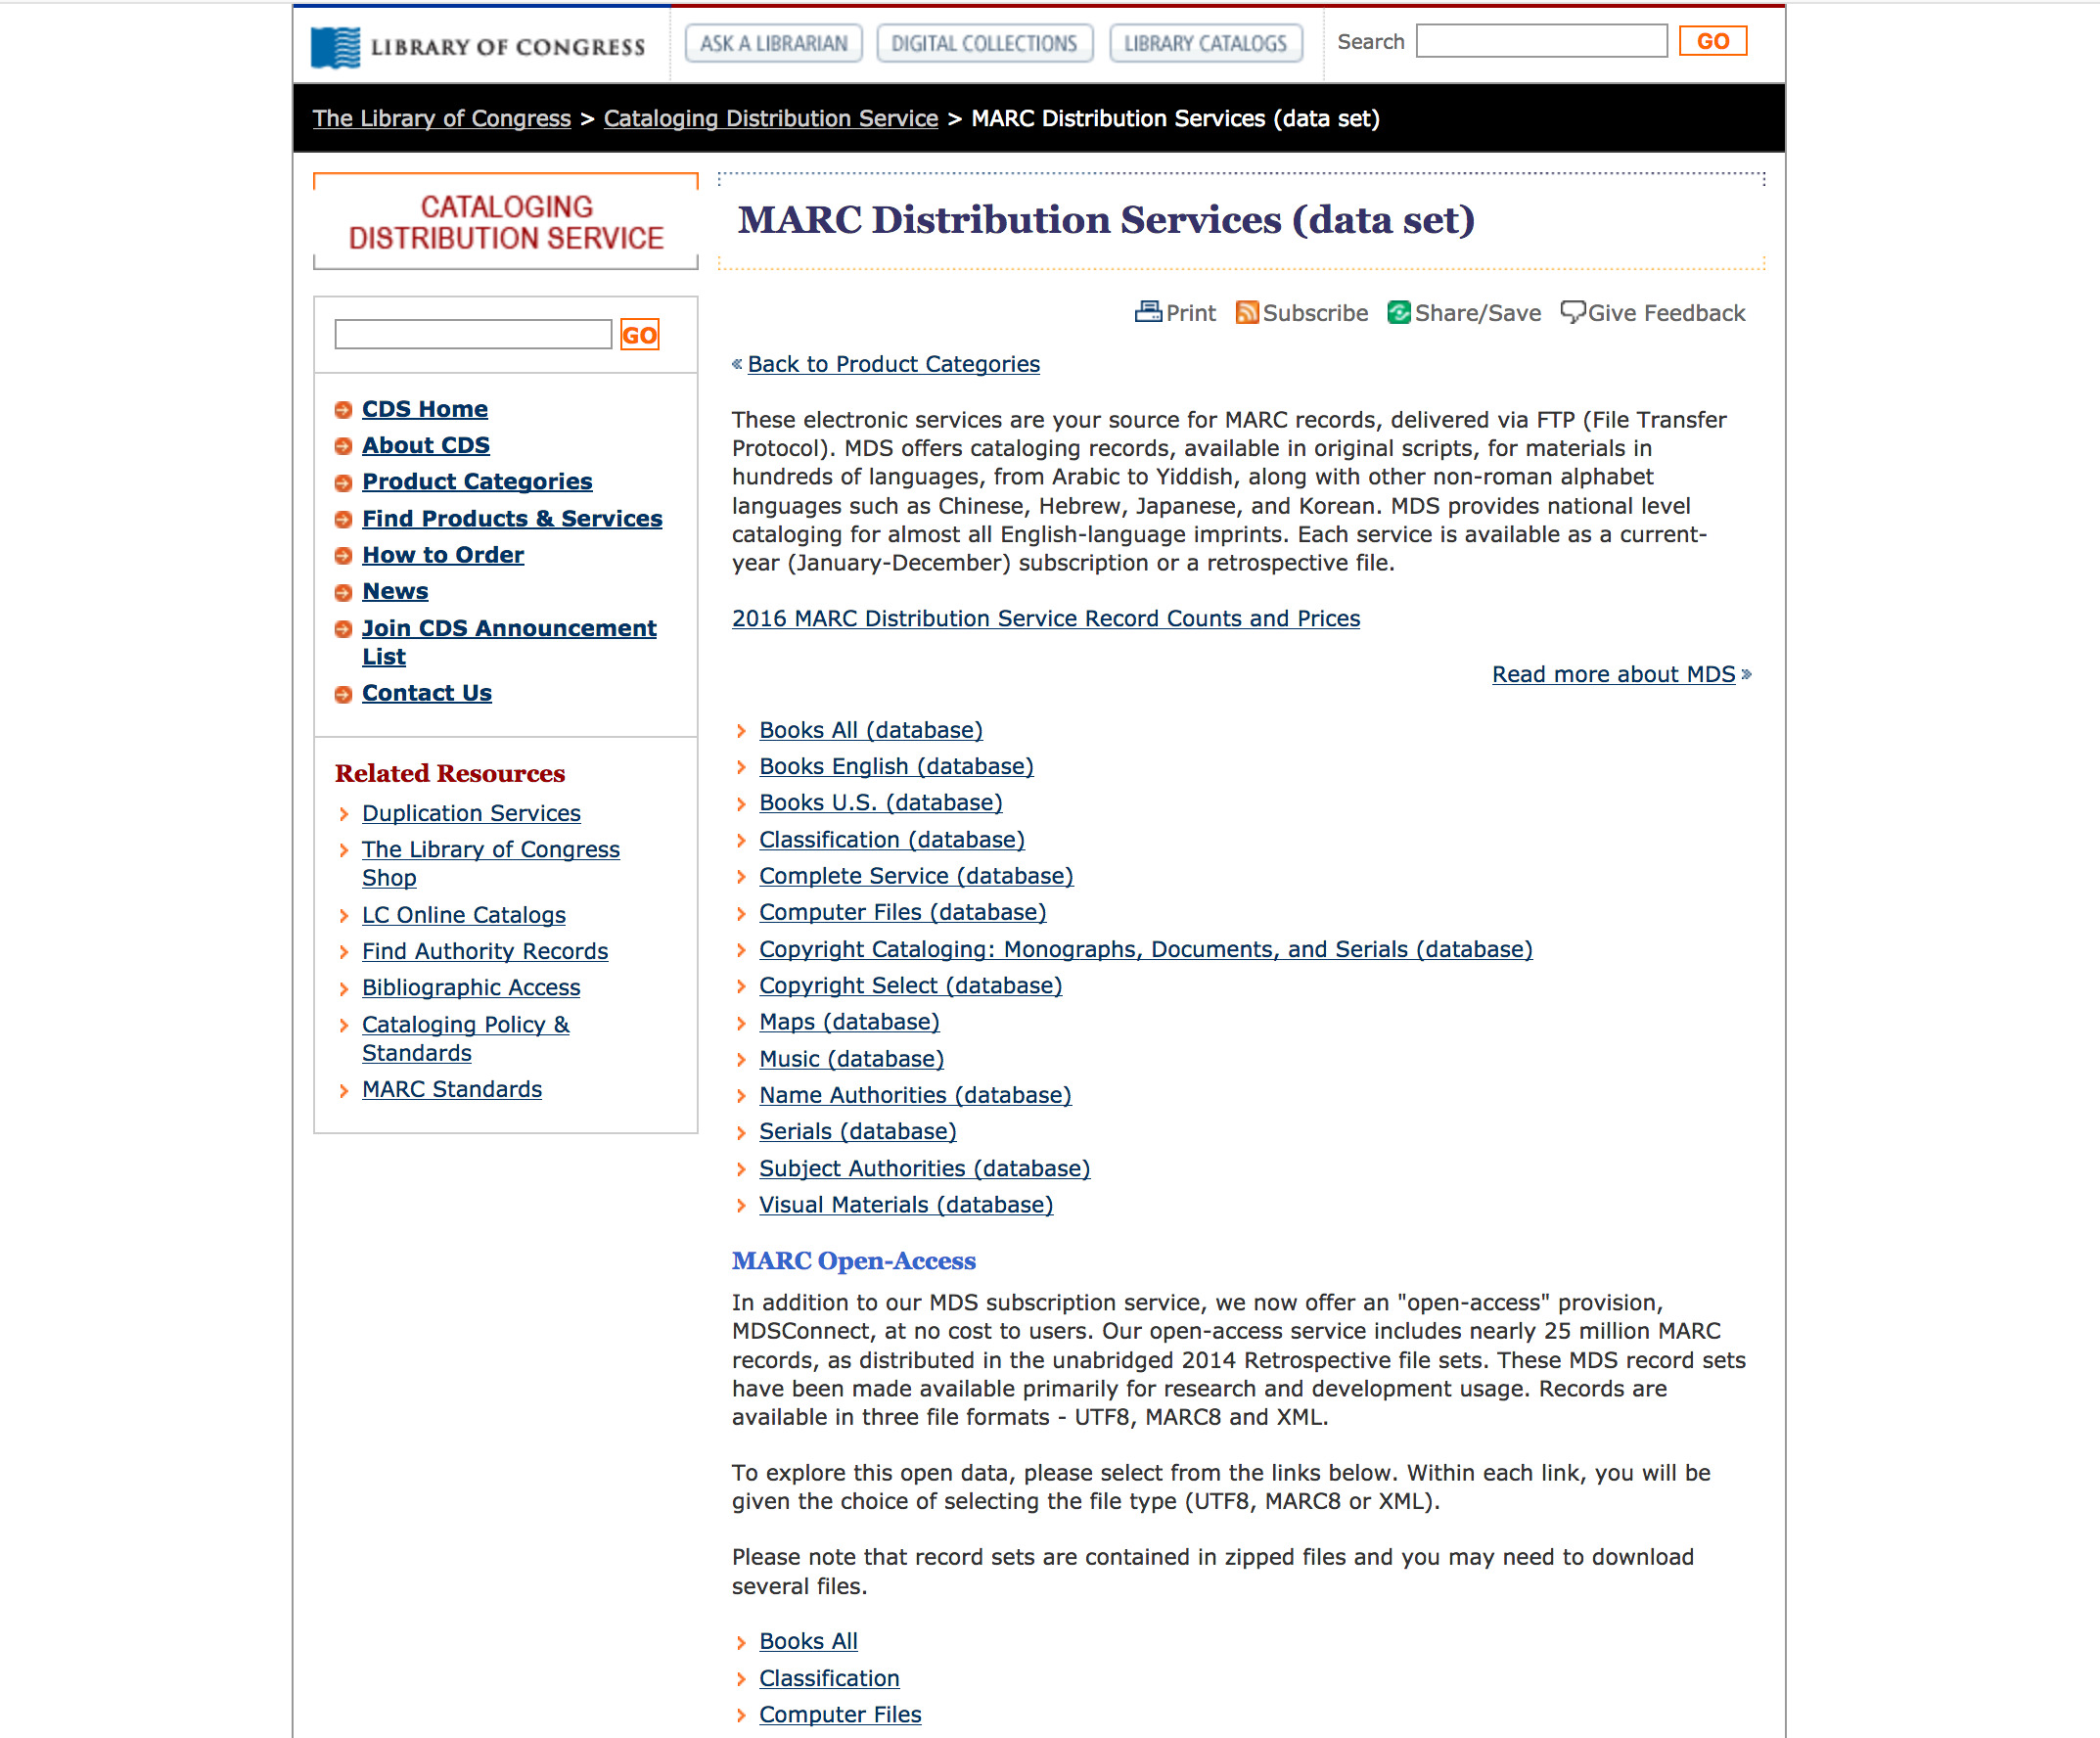 LIBRARY OF CONGRESS
ASK A LIBRARIAN
DIGITAL COLLECTIONS
LIBRARY CATALOGS
Search
GO
The Library of Congress > Cataloging Distribution Service > MARC Distribution Services (data set)
CATALOGING
DISTRIBUTION SERVICE
GO
CDS Home
About CDS
Product Categories
Find Products & Services
How to Order
News
Join CDS Announcement
List
Contact Us
Related Resources
Duplication Services
The Library of Congress
Shop
LC Online Catalogs
Find Authority Records
Bibliographic Access
Cataloging Policy &
Standards
MARC Standards
MARC Distribution Services (data set)
Print Subscribe Share/Save Give Feedback
« Back to Product Categories
These electronic services are your source for MARC records, delivered via FTP (File Transfer
Protocol). MDS offers cataloging records, available in original scripts, for materials in
hundreds of languages, from Arabic to Yiddish, along with other non-roman alphabet
languages such as Chinese, Hebrew, Japanese, and Korean. MDS provides national level
cataloging for almost all English-language imprints. Each service is available as a current-
year (January-December) subscription or a retrospective file.
2016 MARC Distribution Service Record Counts and Prices
Read more about MDS »
Books All (database)
Books English (database)
Books U.S. (database)
Classification (database)
Complete Service (database)
Computer Files (database)
Copyright Cataloging: Monographs, Documents, and Serials (database)
Copyright Select (database)
Maps (database)
Music (database)
Name Authorities (database)
Serials (database)
Subject Authorities (database)
Visual Materials (database)
MARC Open-Access
In addition to our MDS subscription service, we now offer an "open-access" provision,
MDSConnect, at no cost to users. Our open-access service includes nearly 25 million MARC
records, as distributed in the unabridged 2014 Retrospective file sets. These MDS record sets
have been made available primarily for research and development usage. Records are
available in three file formats - UTF8, MARC8 and XML.
To explore this open data, please select from the links below. Within each link, you will be
given the choice of selecting the file type (UTF8, MARC8 or XML).
Please note that record sets are contained in zipped files and you may need to download
several files.
Books All
Classification
Computer Files